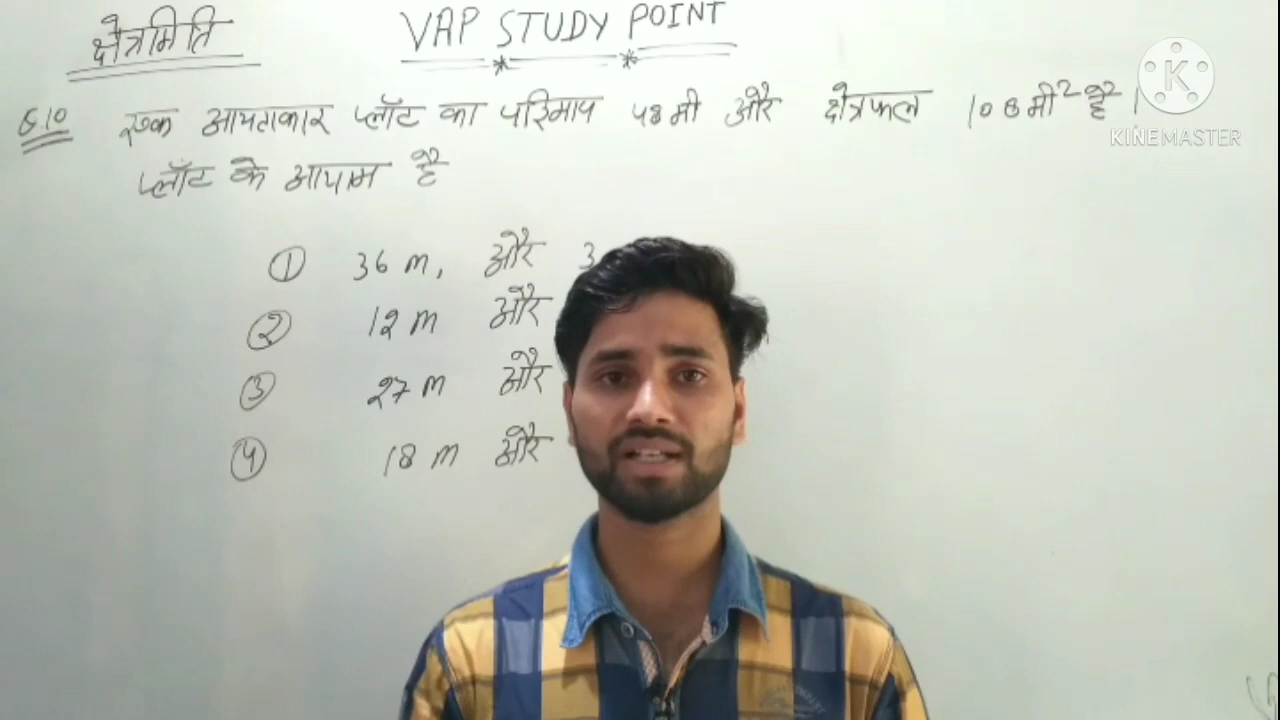 क्षेत्रमिति
VAP STUDY POINT
Q10 एक आयताकार प्लॉट का परिमाप 48 मी और क्षेत्रफल 108 मी² है।
प्लॉट के आयाम है
① 36 m, और 3
② 12 m और
③ 27 m और
④ 18 m और
K
KINEMASTER